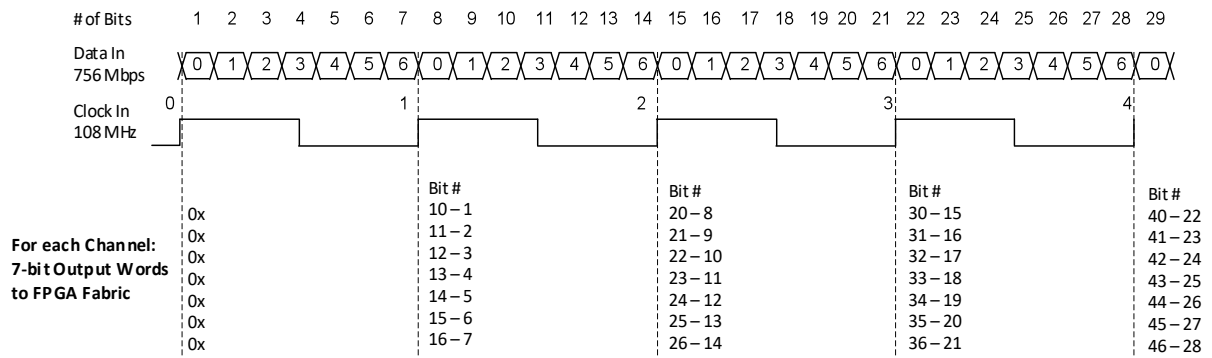 # of Bits 1 2 3 4 5 6 7 8 9 10 11 12 13 14 15 16 17 18 19 20 21 22 23 24 25 26 27 28 29
Data In
756 Mbps
0 1 2 3 4 5 6 0 1 2 3 4 5 6 0 1 2 3 4 5 6 0 1 2 3 4 5 6 0
0 1 2 3 4
Clock In
108 MHz
For each Channel:
7-bit Output Words
to FPGA Fabric
0x
0x
0x
0x
0x
0x
0x
Bit #
10 – 1
11 – 2
12 – 3
13 – 4
14 – 5
15 – 6
16 – 7
Bit #
20 – 8
21 – 9
22 – 10
23 – 11
24 – 12
25 – 13
26 – 14
Bit #
30 – 15
31 – 16
32 – 17
33 – 18
34 – 19
35 – 20
36 – 21
Bit #
40 – 22
41 – 23
42 – 24
43 – 25
44 – 26
45 – 27
46 – 28